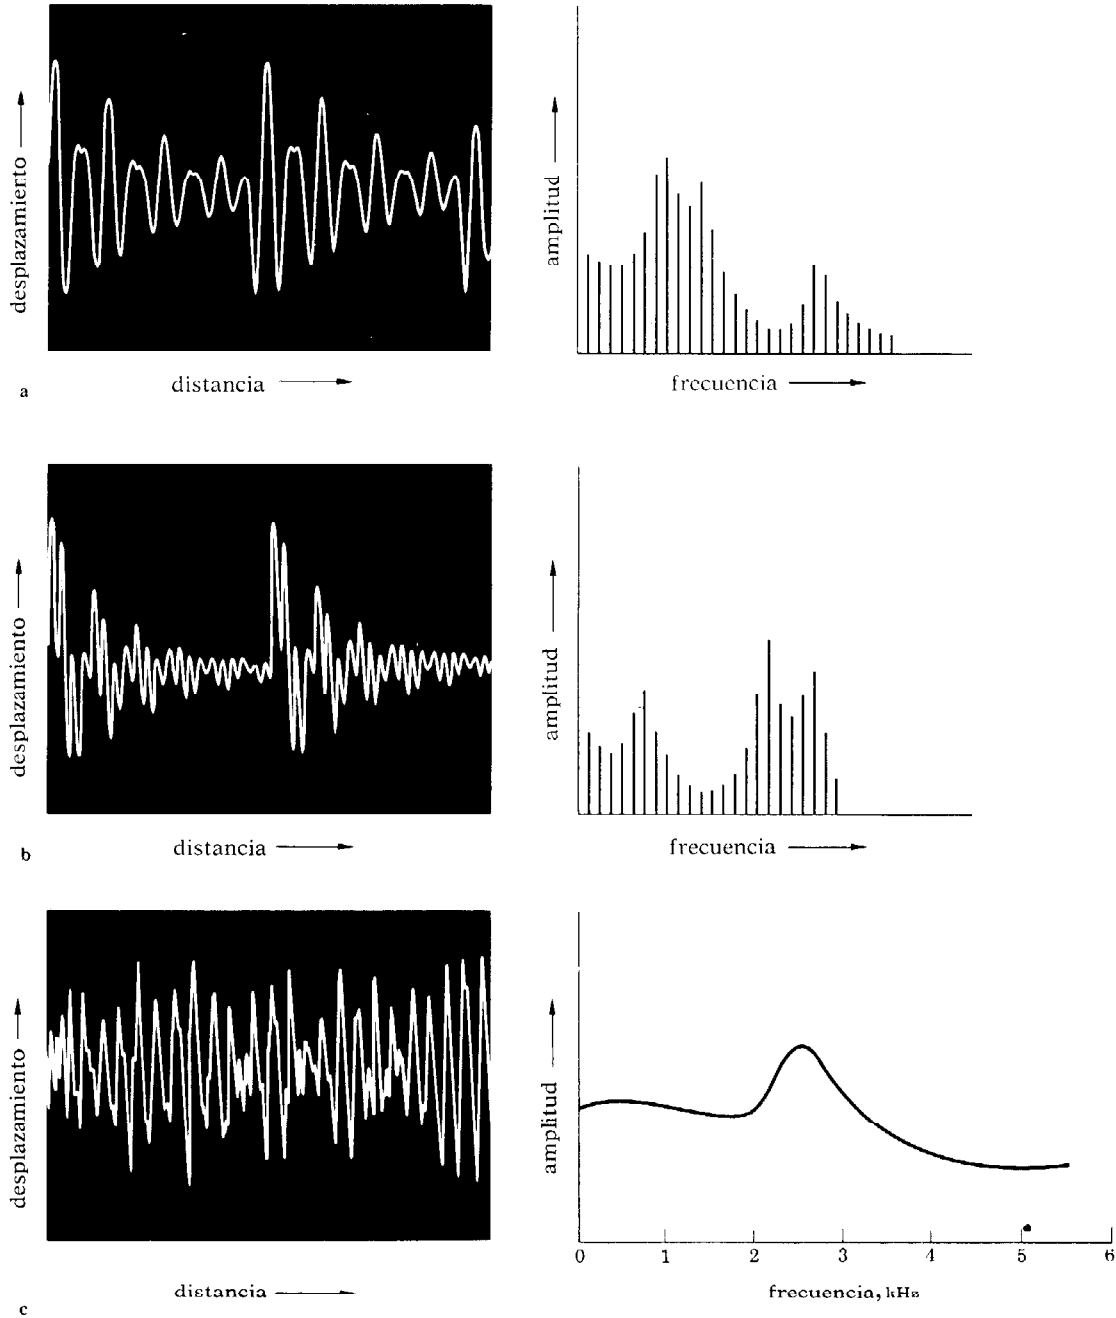 desplazamiento
amplitud
distancia
frecuencia
a
desplazamiento
amplitud
distancia
frecuencia
b
desplazamiento
amplitud
0 1 2 3 4 5 6
distancia
frecuencia, kHz
c